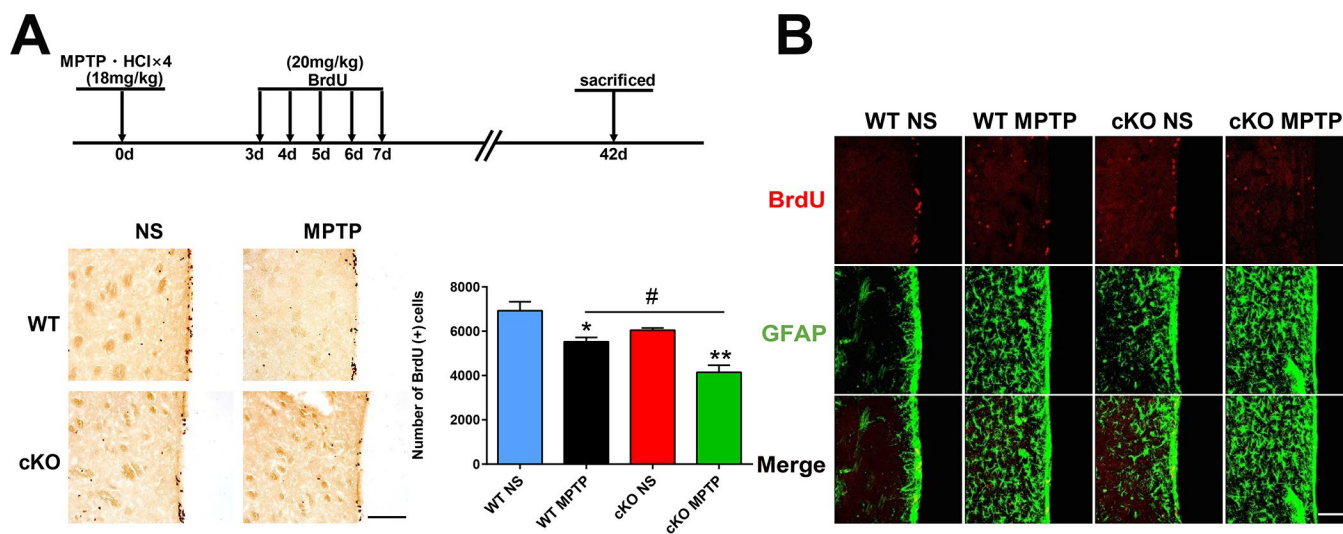 A
MPTP · HCl×4
(18mg/kg)
(20mg/kg)
BrdU
sacrificed
0d
3d
4d
5d
6d
7d
42d
NS
MPTP
WT
cKO
Number of BrdU (+) cells
8000
6000
4000
2000
0
#
*
**
WT NS
WT MPTP
cKO NS
cKO MPTP
B
WT NS
WT MPTP
cKO NS
cKO MPTP
BrdU
GFAP
Merge